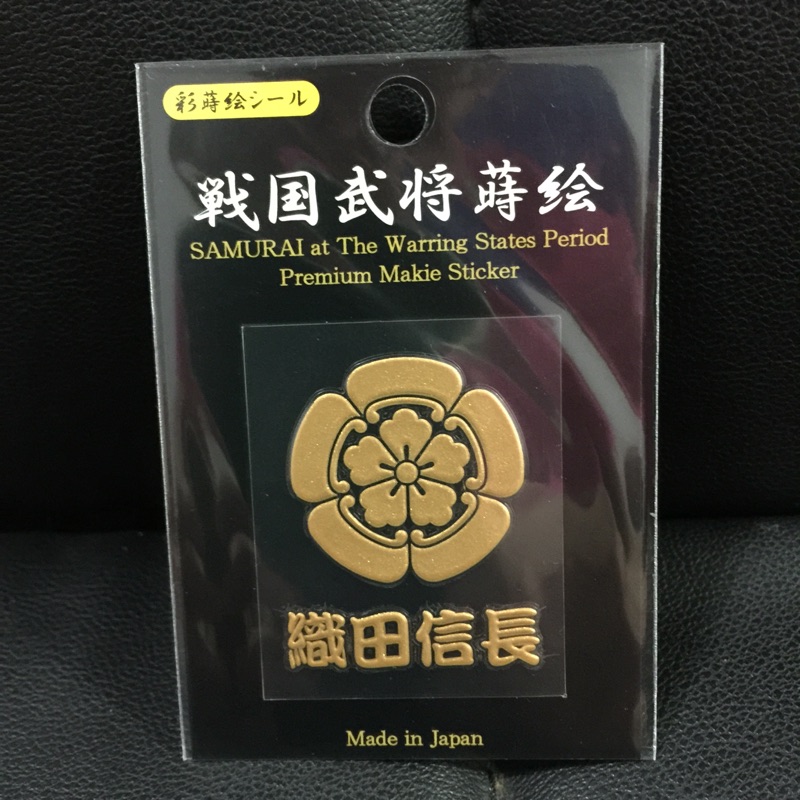 彩蒔絵シール
戦国武将蒔絵
SAMURAI at The Warring States Period
Premium Makie Sticker
織田信長
Made in Japan